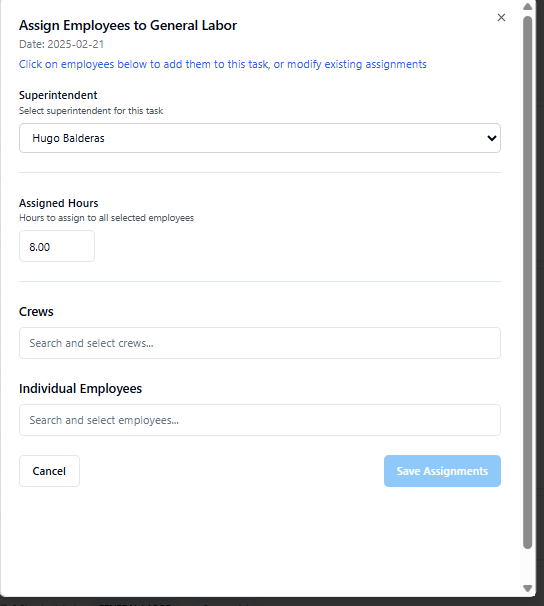 Assign Employees to General Labor
Date: 2025-02-21
Click on employees below to add them to this task, or modify existing assignments
Superintendent
Select superintendent for this task
Hugo Balderas
Assigned Hours
Hours to assign to all selected employees
8.00
Crews
Search and select crews...
Individual Employees
Search and select employees...
Cancel
Save Assignments